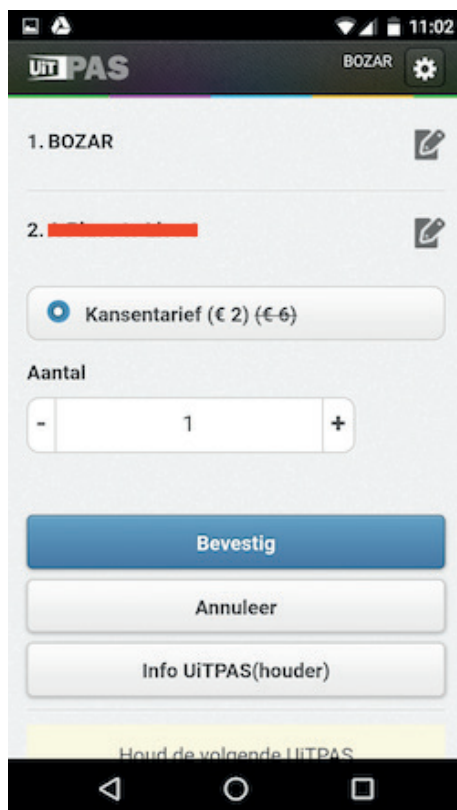 11:02
UiTPAS
BOZAR
1. BOZAR
2.
Kansentarief (€ 2) (€ 6)
Aantal
- 1 +
Bevestig
Annuleer
Info UiTPAS(houder)
Houd de volgende UiTPAS